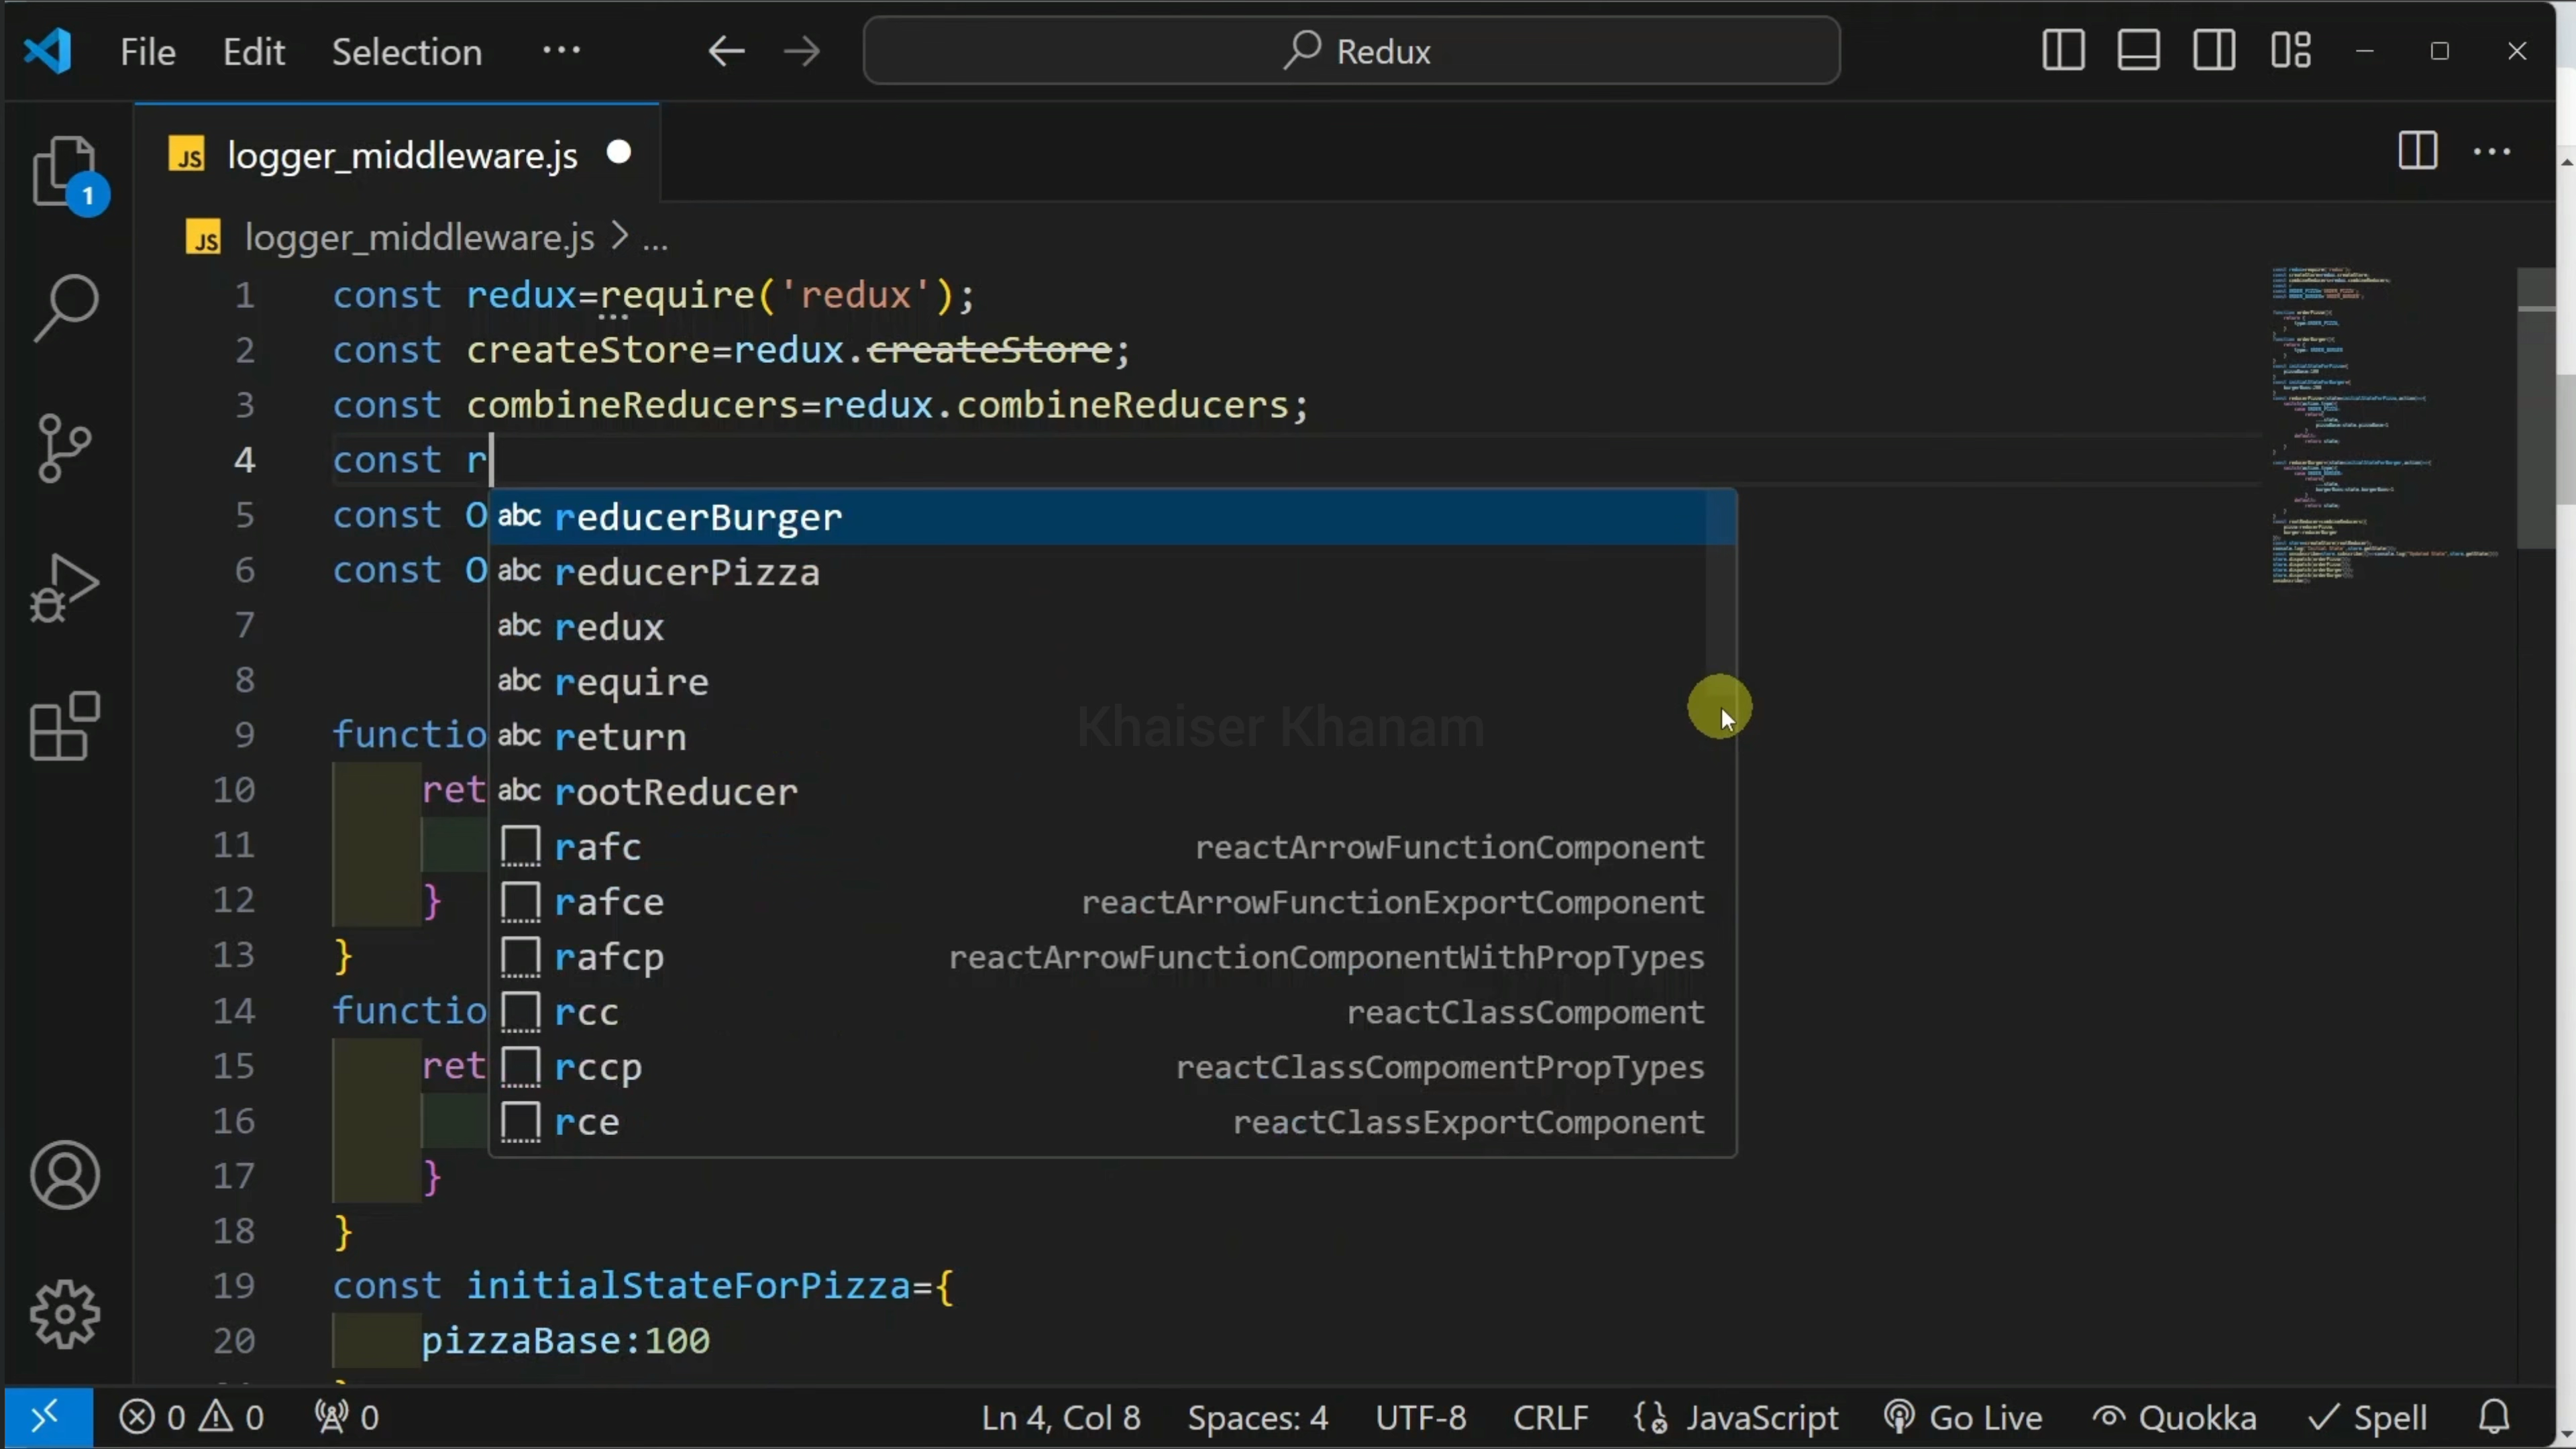 File Edit Selection ... Redux
1
JS logger_middleware.js
JS logger_middleware.js > ...
1 const redux=require('redux');
2 const createStore=redux.createStore;
3 const combineReducers=redux.combineReducers;
4 const r
5 const O
6 const O
7
8
9 functio
10 ret
11
12 }
13 }
14 functio
15 ret
16
17 }
18 }
19 const initialStateForPizza={
20 pizzaBase:100
abc reducerBurger
abc reducerPizza
abc redux
abc require
abc return
abc rootReducer
rafc reactArrowFunctionComponent
rafce reactArrowFunctionExportComponent
rafcp reactArrowFunctionComponentWithPropTypes
rcc reactClassCompoment
rccp reactClassCompomentPropTypes
rce reactClassExportComponent
Khaiser Khanam
0 0 0 Ln 4, Col 8 Spaces: 4 UTF-8 CRLF {} JavaScript Go Live Quokka Spell